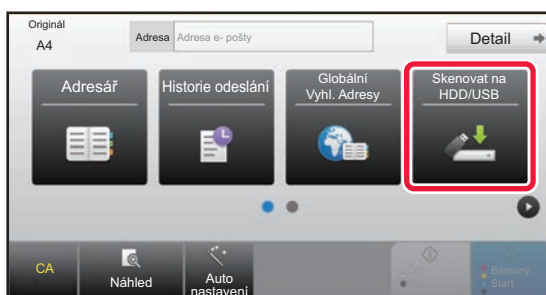 Originál
A4
Adresa
Adresa e- pošty
Detail
Adresář
Historie odeslání
Globální
Vyhl. Adresy
Skenovat na
HDD/USB
CA
Náhled
Auto
nastavení
Barevný
Start